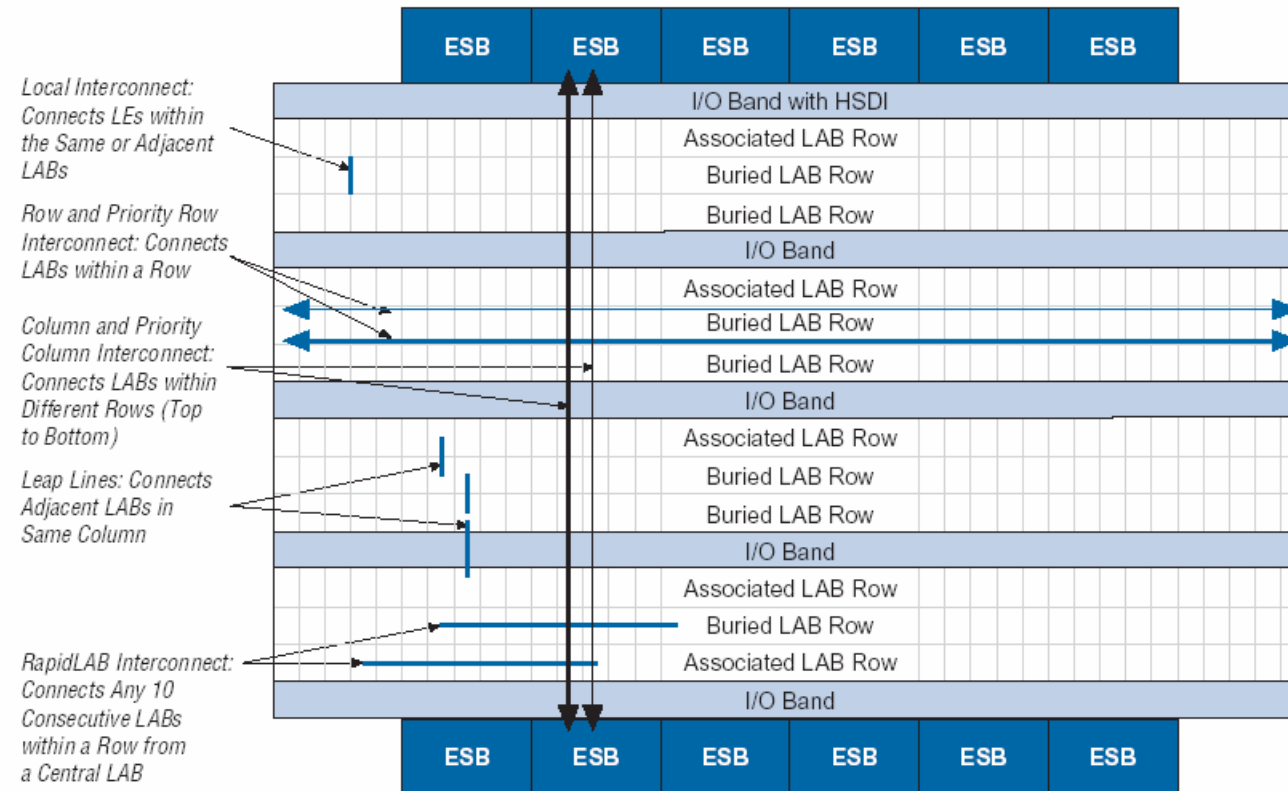 ESB ESB ESB ESB ESB ESB
Local Interconnect:
Connects LEs within
the Same or Adjacent
LABs
I/O Band with HSDI
Associated LAB Row
Buried LAB Row
Buried LAB Row
Row and Priority Row
Interconnect: Connects
LABs within a Row
I/O Band
Associated LAB Row
Buried LAB Row
Buried LAB Row
Column and Priority
Column Interconnect:
Connects LABs within
Different Rows (Top
to Bottom)
I/O Band
Associated LAB Row
Buried LAB Row
Buried LAB Row
Leap Lines: Connects
Adjacent LABs in
Same Column
I/O Band
Associated LAB Row
Buried LAB Row
Associated LAB Row
RapidLAB Interconnect:
Connects Any 10
Consecutive LABs
within a Row from
a Central LAB
I/O Band
ESB ESB ESB ESB ESB ESB